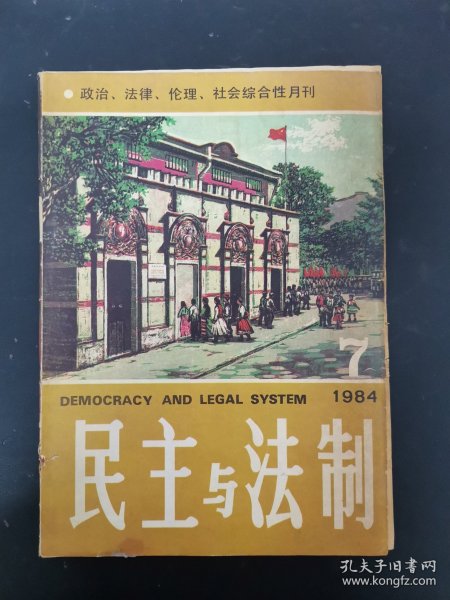 • 政治、法律、伦理、社会综合性月刊
7
DEMOCRACY AND LEGAL SYSTEM 1984
民主与法制
孔夫子旧书网
www.kongfz.com